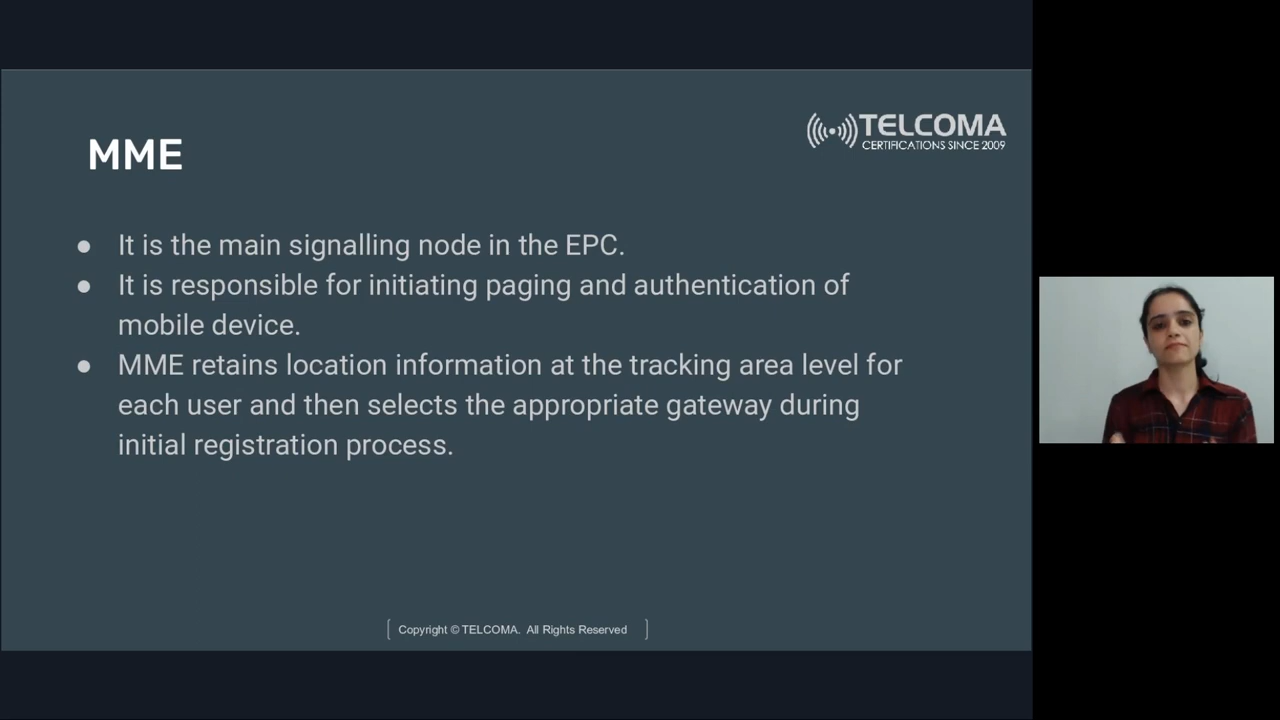 TELCOMA
CERTIFICATIONS SINCE 2009
MME
● It is the main signalling node in the EPC.
● It is responsible for initiating paging and authentication of
mobile device.
● MME retains location information at the tracking area level for
each user and then selects the appropriate gateway during
initial registration process.
Copyright © TELCOMA. All Rights Reserved